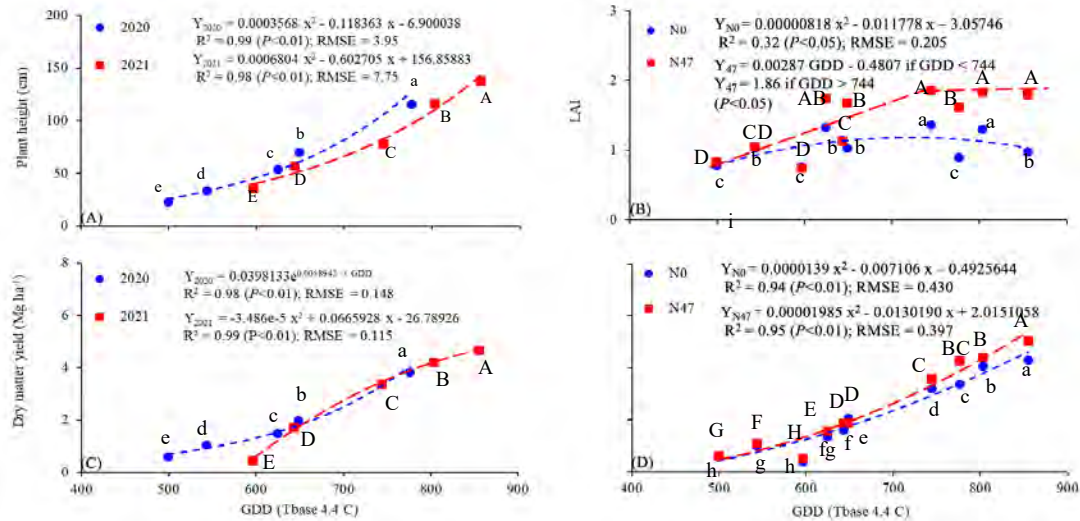 150
100
50
0
Plant height (cm)
2020
2021
Y2020 = 0.0003568 x² - 0.118363 x - 6.900038
R² = 0.99 (P<0.01); RMSE = 3.95
Y2021 = 0.0006804 x² - 0.602705 x + 156.85883
R² = 0.98 (P<0.01); RMSE = 7.75
e
d
c
b
a
E
D
C
B
A
(A)
3
2
1
0
LAI
N0
N47
YN0 = 0.00000818 x² - 0.011778 x – 3.05746
R² = 0.32 (P<0.05); RMSE = 0.205
Y47 = 0.00287 GDD - 0.4807 if GDD < 744
Y47 = 1.86 if GDD > 744
(P<0.05)
D
c
CD
b
D
c
AB
b
C
B
b
A
a
B
c
A
a
A
b
(B)
i
8
6
4
2
0
Dry matter yield (Mg ha⁻¹)
2020
2021
Y2020 = 0.0398133e
R² = 0.98 (P<0.01); RMSE = 0.148
Y2021 = -3.486e-5 x² + 0.0665928 x - 26.78926
R² = 0.99 (P<0.01); RMSE = 0.115
e
d
c
b
a
E
D
C
B
A
(C)
400 500 600 700 800 900
GDD (Tbase 4.4 C)
N0
N47
YN0 = 0.0000139 x² - 0.007106 x – 0.4925644
R² = 0.94 (P<0.01); RMSE = 0.430
YN47 = 0.00001985 x² - 0.0130190 x + 2.0151058
R² = 0.95 (P<0.01); RMSE = 0.397
G
h
F
g
H
h
E
fg
D
f
D
e
C
d
BC
c
B
b
A
a
(D)
400 500 600 700 800 900
GDD (Tbase 4.4 C)